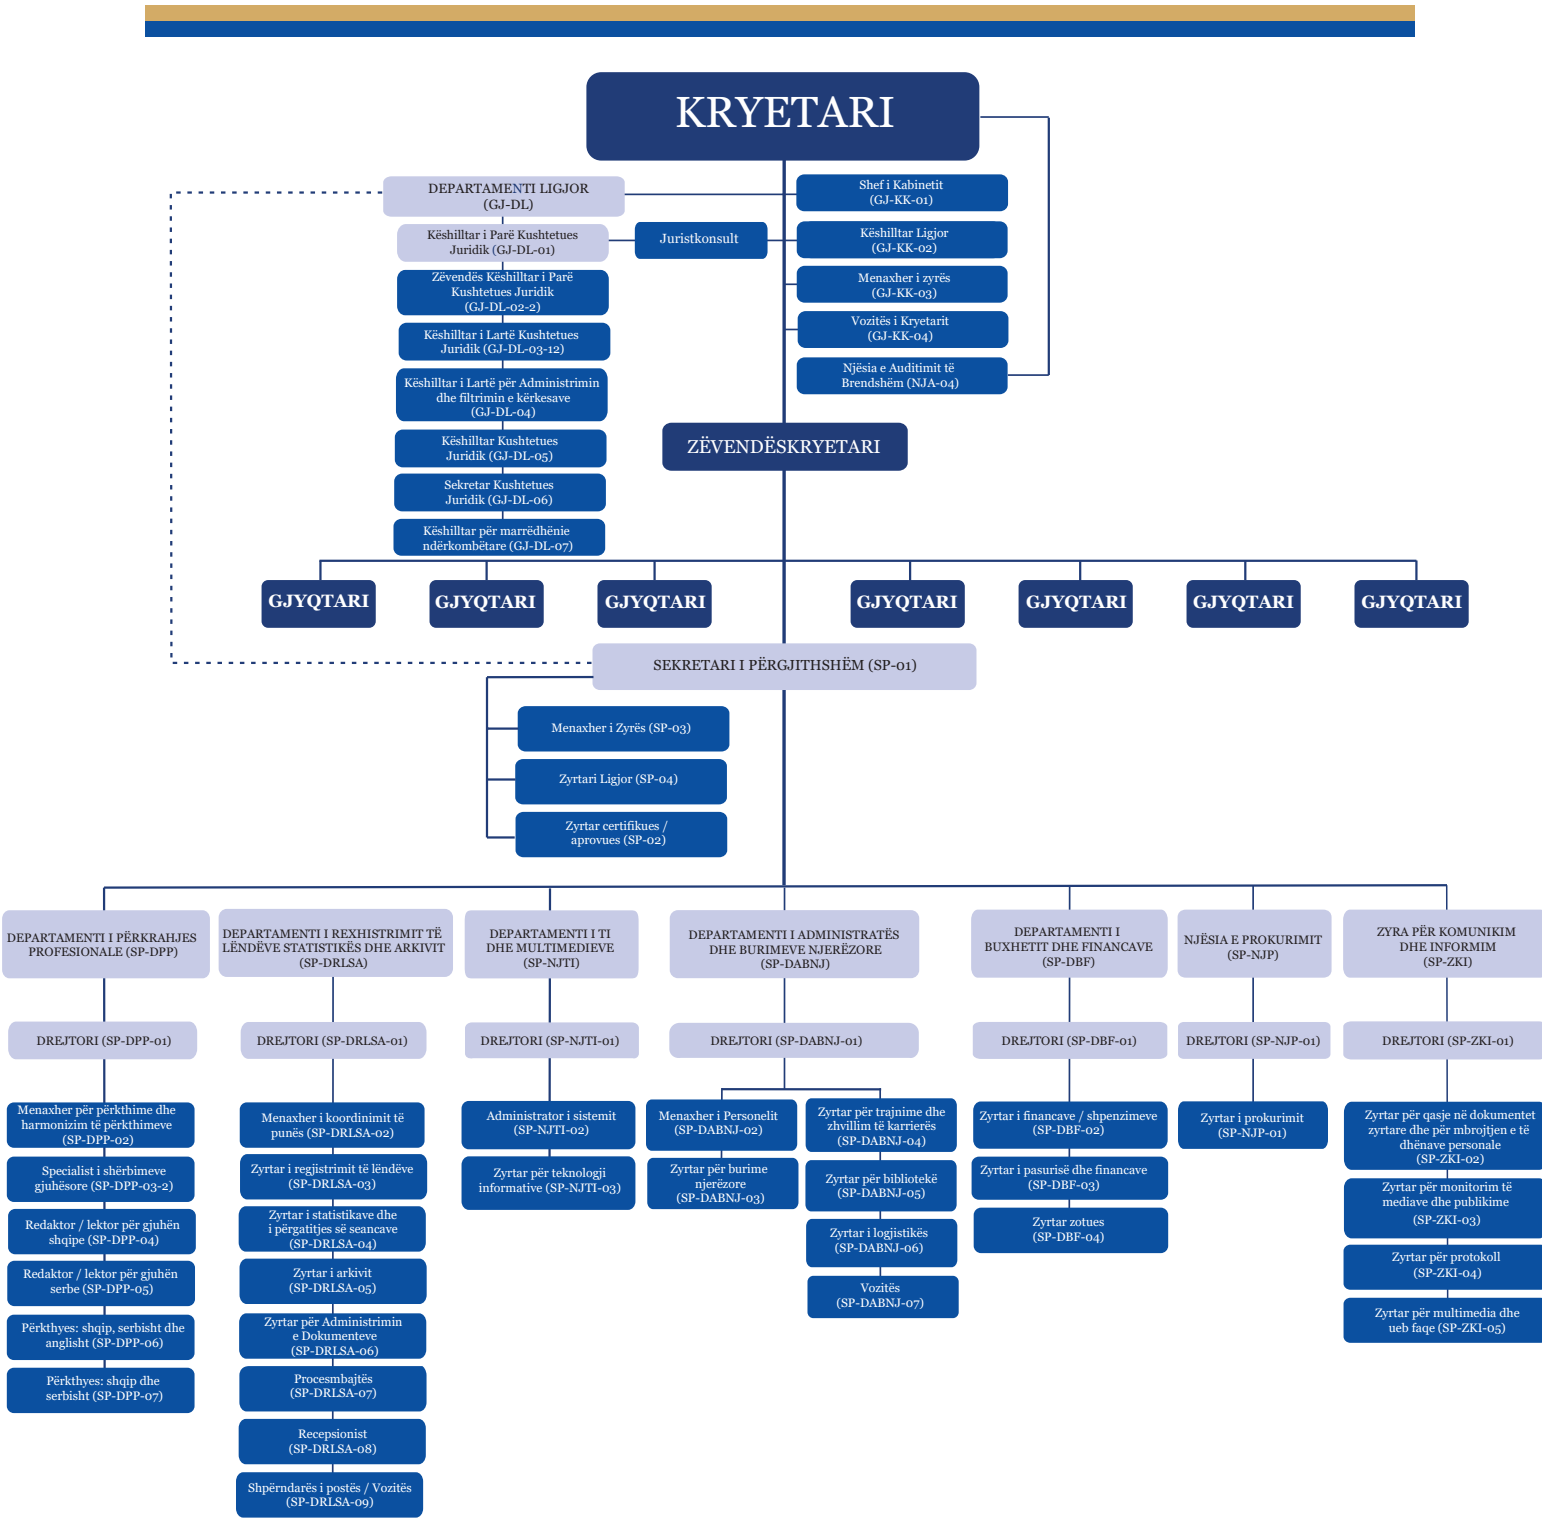 KRYETARI
DEPARTAMENTI LIGJOR
(GJ-DL)
Këshilltar i Parë Kushtetues
Juridik (GJ-DL-01)
Juristkonsult
Zëvendës Këshilltar i Parë
Kushtetues Juridik
(GJ-DL-02-2)
Këshilltar i Lartë Kushtetues
Juridik (GJ-DL-03-12)
Këshilltar i Lartë për Administrimin
dhe filtrimin e kërkesave
(GJ-DL-04)
Këshilltar Kushtetues
Juridik (GJ-DL-05)
Sekretar Kushtetues
Juridik (GJ-DL-06)
Këshilltar për marrëdhënie
ndërkombëtare (GJ-DL-07)
Shef i Kabinetit
(GJ-KK-01)
Këshilltar Ligjor
(GJ-KK-02)
Menaxher i zyrës
(GJ-KK-03)
Vozitës i Kryetarit
(GJ-KK-04)
Njësia e Auditimit të
Brendshëm (NJA-04)
ZËVENDËSKRYETARI
GJYQTARI
GJYQTARI
GJYQTARI
GJYQTARI
GJYQTARI
GJYQTARI
GJYQTARI
SEKRETARI I PËRGJITHSHËM (SP-01)
Menaxher i Zyrës (SP-03)
Zyrtari Ligjor (SP-04)
Zyrtar certifikues /
aprovues (SP-02)
DEPARTAMENTI I PËRKRAHJES
PROFESIONALE (SP-DPP)
DREJTORI (SP-DPP-01)
Menaxher për përkthime dhe
harmonizim të përkthimeve
(SP-DPP-02)
Specialist i shërbimeve
gjuhësore (SP-DPP-03-2)
Redaktor / lektor për gjuhën
shqipe (SP-DPP-04)
Redaktor / lektor për gjuhën
serbe (SP-DPP-05)
Përkthyes: shqip, serbisht dhe
anglisht (SP-DPP-06)
Përkthyes: shqip dhe
serbisht (SP-DPP-07)
DEPARTAMENTI I REXHISTRIMIT TË
LËNDËVE STATISTIKËS DHE ARKIVIT
(SP-DRLSA)
DREJTORI (SP-DRLSA-01)
Menaxher i koordinimit të
punës (SP-DRLSA-02)
Zyrtar i regjistrimit të lëndëve
(SP-DRLSA-03)
Zyrtar i statistikave dhe
i përgatitjes së seancave
(SP-DRLSA-04)
Zyrtar i arkivit
(SP-DRLSA-05)
Zyrtar për Administrimin
e Dokumenteve
(SP-DRLSA-06)
Procesmbajtës
(SP-DRLSA-07)
Recepsionist
(SP-DRLSA-08)
Shpërndarës i postës / Vozitës
(SP-DRLSA-09)
DEPARTAMENTI I TI
DHE MULTIMEDIEVE
(SP-NJTI)
DREJTORI (SP-NJTI-01)
Administrator i sistemit
(SP-NJTI-02)
Zyrtar për teknologji
informative (SP-NJTI-03)
DEPARTAMENTI I ADMINISTRATËS
DHE BURIMEVE NJERËZORE
(SP-DABNJ)
DREJTORI (SP-DABNJ-01)
Menaxher i Personelit
(SP-DABNJ-02)
Zyrtar për burime
njerëzore
(SP-DABNJ-03)
Zyrtar për trajnime dhe
zhvillim të karrierës
(SP-DABNJ-04)
Zyrtar për bibliotekë
(SP-DABNJ-05)
Zyrtar i logjistikës
(SP-DABNJ-06)
Vozitës
(SP-DABNJ-07)
DEPARTAMENTI I
BUXHETIT DHE FINANCAVE
(SP-DBF)
DREJTORI (SP-DBF-01)
Zyrtar i financave / shpenzimeve
(SP-DBF-02)
Zyrtar i pasurisë dhe financave
(SP-DBF-03)
Zyrtar zotues
(SP-DBF-04)
NJËSIA E PROKURIMIT
(SP-NJP)
DREJTORI (SP-NJP-01)
Zyrtar i prokurimit
(SP-NJP-01)
ZYRA PËR KOMUNIKIM
DHE INFORMIM
(SP-ZKI)
DREJTORI (SP-ZKI-01)
Zyrtar për qasje në dokumentet
zyrtare dhe për mbrojtjen e të
dhënave personale
(SP-ZKI-02)
Zyrtar për monitorim të
mediave dhe publikime
(SP-ZKI-03)
Zyrtar për protokoll
(SP-ZKI-04)
Zyrtar për multimedia dhe
ueb faqe (SP-ZKI-05)